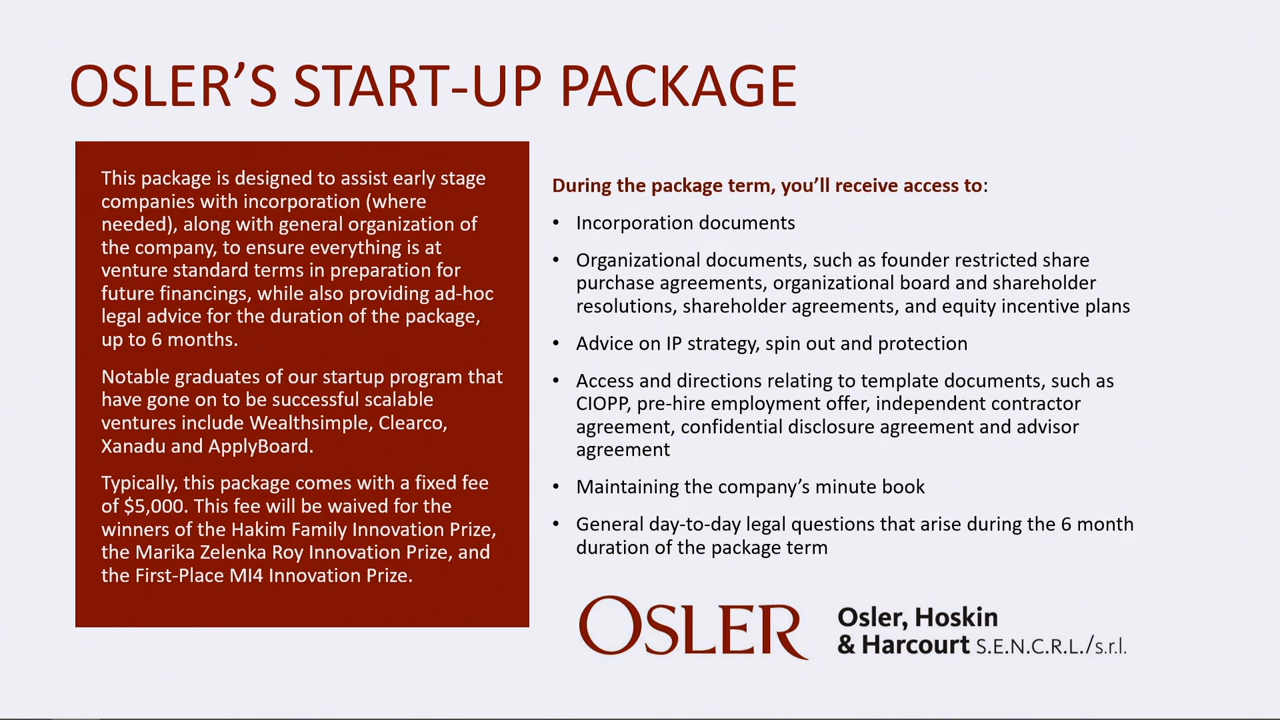 OSLER’S START-UP PACKAGE
This package is designed to assist early stage
companies with incorporation (where
needed), along with general organization of
the company, to ensure everything is at
venture standard terms in preparation for
future financings, while also providing ad-hoc
legal advice for the duration of the package,
up to 6 months.
Notable graduates of our startup program that
have gone on to be successful scalable
ventures include Wealthsimple, Clearco,
Xanadu and ApplyBoard.
Typically, this package comes with a fixed fee
of $5,000. This fee will be waived for the
winners of the Hakim Family Innovation Prize,
the Marika Zelenka Roy Innovation Prize, and
the First-Place MI4 Innovation Prize.
During the package term, you’ll receive access to:
• Incorporation documents
• Organizational documents, such as founder restricted share
purchase agreements, organizational board and shareholder
resolutions, shareholder agreements, and equity incentive plans
• Advice on IP strategy, spin out and protection
• Access and directions relating to template documents, such as
CIOPP, pre-hire employment offer, independent contractor
agreement, confidential disclosure agreement and advisor
agreement
• Maintaining the company’s minute book
• General day-to-day legal questions that arise during the 6 month
duration of the package term
OSLER
Osler, Hoskin
& Harcourt S.E.N.C.R.L./s.r.l.